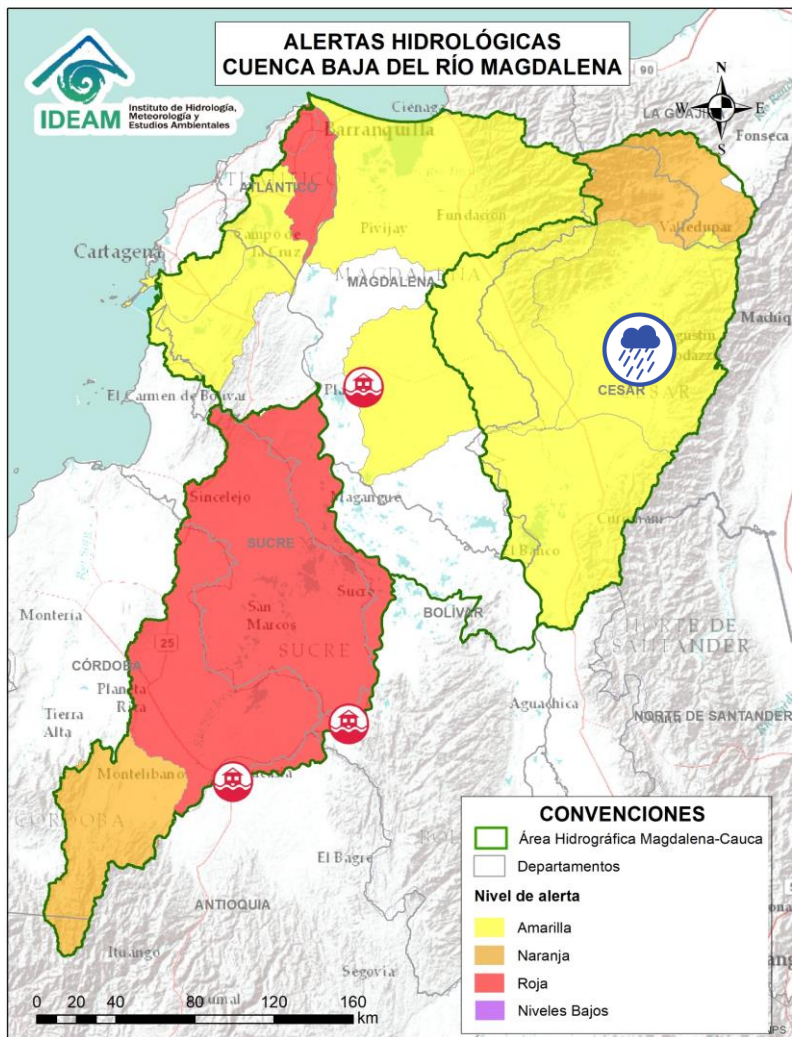 ALERTAS HIDROLÓGICAS
CUENCA BAJA DEL RÍO MAGDALENA
IDEAM
Instituto de Hidrología,
Meteorología y
Estudios Ambientales
90
N
W
E
S
Ciénaga
LA GUAJIRA
Fonseca
Barranquilla
ATLÁNTICO
Pivijay
Fundación
Valledupar
Campo de
la Cruz
Cartagena
MAGDALENA
MAGDALENA
CESAR
El Carmen de Bolívar
Sincelejo
Magangue
SUCRE
El Banco
Sucre
BOLÍVAR
San
Marcos
SUCRE
Montería
25
CÓRDOBA
Planeta
Rica
Tierra
Alta
NORTE DE
SANTANDER
Aguachica
NORTE DE SANTANDER
Montelibano
CÓRDOBA
El Bagre
ANTIOQUIA
Ituango
Segovia
CONVENCIONES
Área Hidrográfica Magdalena-Cauca
Departamentos
Nivel de alerta
Amarilla
Naranja
Roja
Niveles Bajos
0 20 40 80 120 160
km